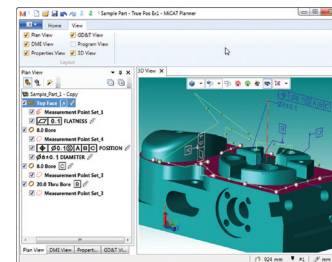 Sample Part - True Pos Ex1 - MiCAT Planner
Home View
Plan View GD&T View
DME View Program View
Properties View 3D View
Layout
Plan View
3D View
Sample_Part_1 - Copy
Top Face A
Measurement Point Set_3
0.5 FLATNESS
8.0 Bore
Measurement Point Set_4
Ø0.1 A B C POSITION
Ø8±0.1 DIAMETER
8.0 Bore C
Measurement Point Set_2
20.0 Thru Bore B
Measurement Point Set_1
Plan View DME View Propert... GD&T Vi...
924 mm #1 mm